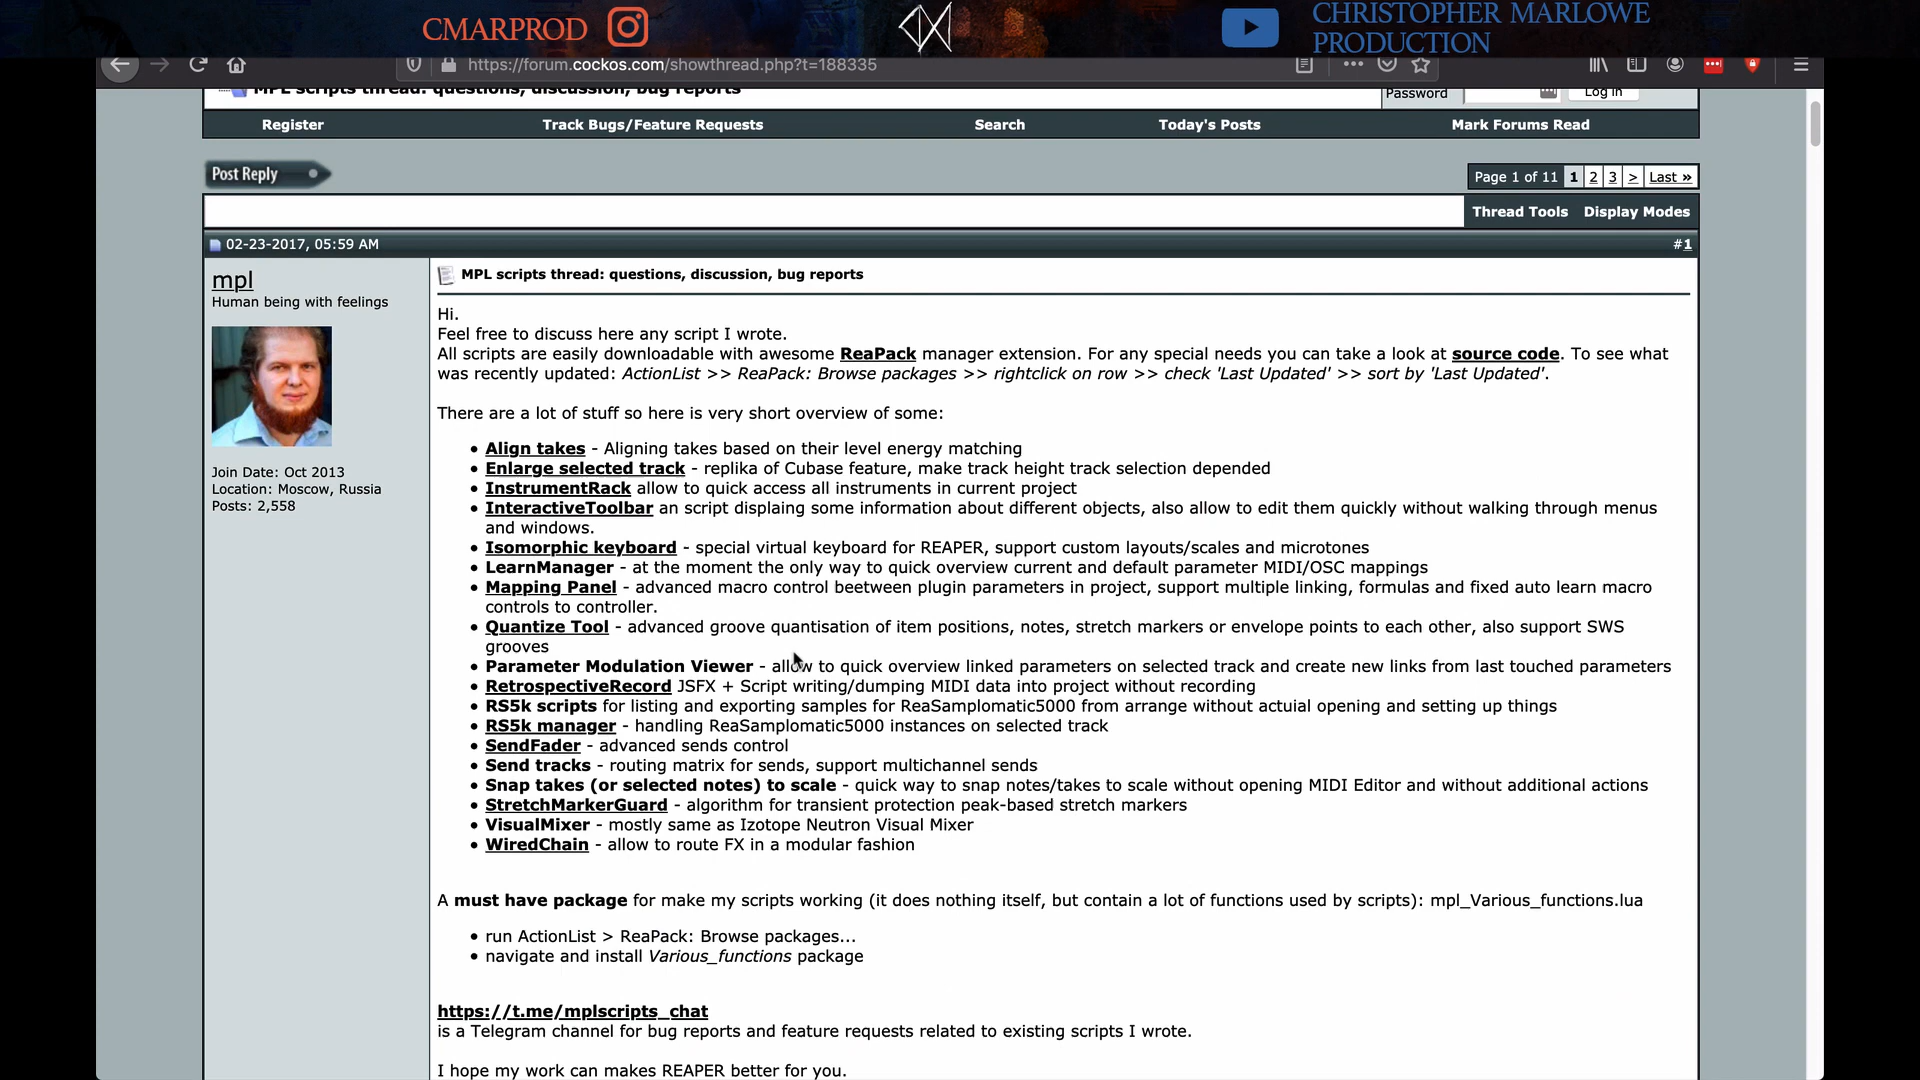 CMARPROD
CHRISTOPHER MARLOWE
PRODUCTION
https://forum.cockos.com/showthread.php?t=188335
MPL scripts thread: questions, discussion, bug reports
Password
Log in
Register
Track Bugs/Feature Requests
Search
Today's Posts
Mark Forums Read
Post Reply
Page 1 of 11 1 2 3 > Last »
Thread Tools Display Modes
02-23-2017, 05:59 AM
#1
mpl
Human being with feelings
Join Date: Oct 2013
Location: Moscow, Russia
Posts: 2,558
MPL scripts thread: questions, discussion, bug reports
Hi.
Feel free to discuss here any script I wrote.
All scripts are easily downloadable with awesome ReaPack manager extension. For any special needs you can take a look at source code. To see what
was recently updated: ActionList >> ReaPack: Browse packages >> rightclick on row >> check 'Last Updated' >> sort by 'Last Updated'.
There are a lot of stuff so here is very short overview of some:
• Align takes - Aligning takes based on their level energy matching
• Enlarge selected track - replika of Cubase feature, make track height track selection depended
• InstrumentRack allow to quick access all instruments in current project
• InteractiveToolbar an script displaing some information about different objects, also allow to edit them quickly without walking through menus
and windows.
• Isomorphic keyboard - special virtual keyboard for REAPER, support custom layouts/scales and microtones
• LearnManager - at the moment the only way to quick overview current and default parameter MIDI/OSC mappings
• Mapping Panel - advanced macro control beetween plugin parameters in project, support multiple linking, formulas and fixed auto learn macro
controls to controller.
• Quantize Tool - advanced groove quantisation of item positions, notes, stretch markers or envelope points to each other, also support SWS
grooves
• Parameter Modulation Viewer - allow to quick overview linked parameters on selected track and create new links from last touched parameters
• RetrospectiveRecord JSFX + Script writing/dumping MIDI data into project without recording
• RS5k scripts for listing and exporting samples for ReaSamplomatic5000 from arrange without actuial opening and setting up things
• RS5k manager - handling ReaSamplomatic5000 instances on selected track
• SendFader - advanced sends control
• Send tracks - routing matrix for sends, support multichannel sends
• Snap takes (or selected notes) to scale - quick way to snap notes/takes to scale without opening MIDI Editor and without additional actions
• StretchMarkerGuard - algorithm for transient protection peak-based stretch markers
• VisualMixer - mostly same as Izotope Neutron Visual Mixer
• WiredChain - allow to route FX in a modular fashion
A must have package for make my scripts working (it does nothing itself, but contain a lot of functions used by scripts): mpl_Various_functions.lua
• run ActionList > ReaPack: Browse packages...
• navigate and install Various_functions package
https://t.me/mplscripts_chat
is a Telegram channel for bug reports and feature requests related to existing scripts I wrote.
I hope my work can makes REAPER better for you.